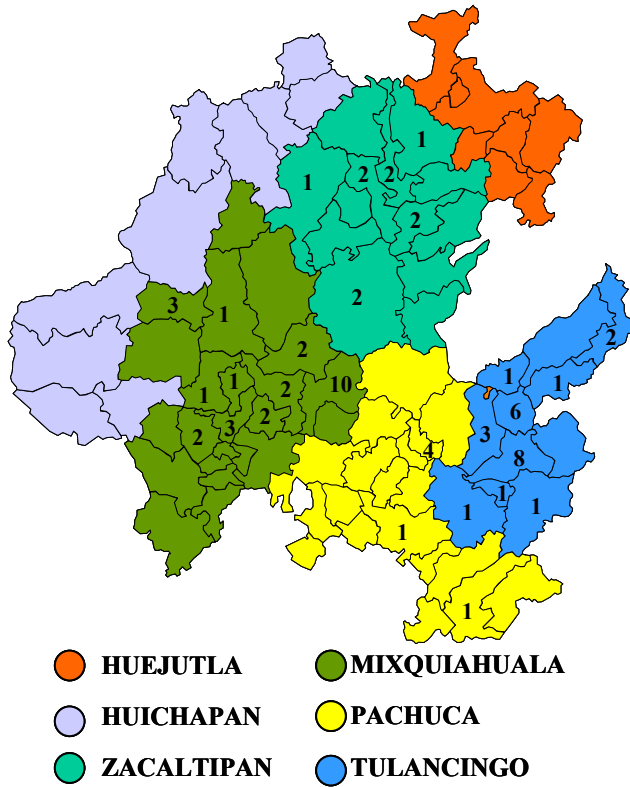 1
1 2 2
2
2
3 1
2
2
2 10
1 1 2
1 1
6
2 3 2
3
4 8
1 1 1
1
1
HUEJUTLA MIXQUIAHUALA
HUICHAPAN PACHUCA
ZACALTIPAN TULANCINGO